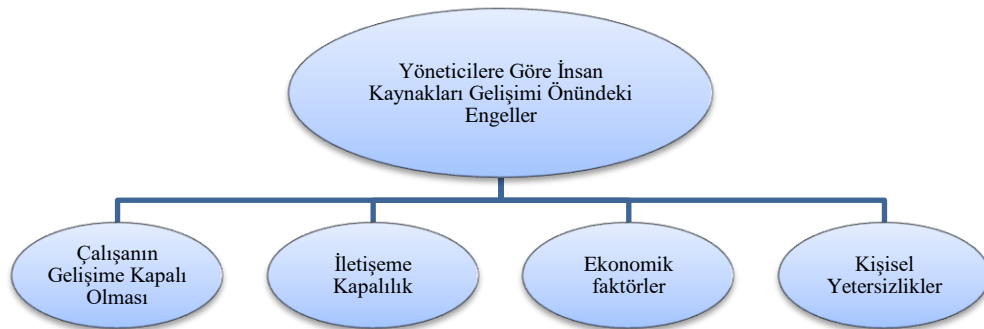 Yöneticilere Göre İnsan
Kaynakları Gelişimi Önündeki
Engeller
Çalışanın
Gelişime Kapalı
Olması
İletişeme
Kapalılık
Ekonomik
faktörler
Kişisel
Yetersizlikler